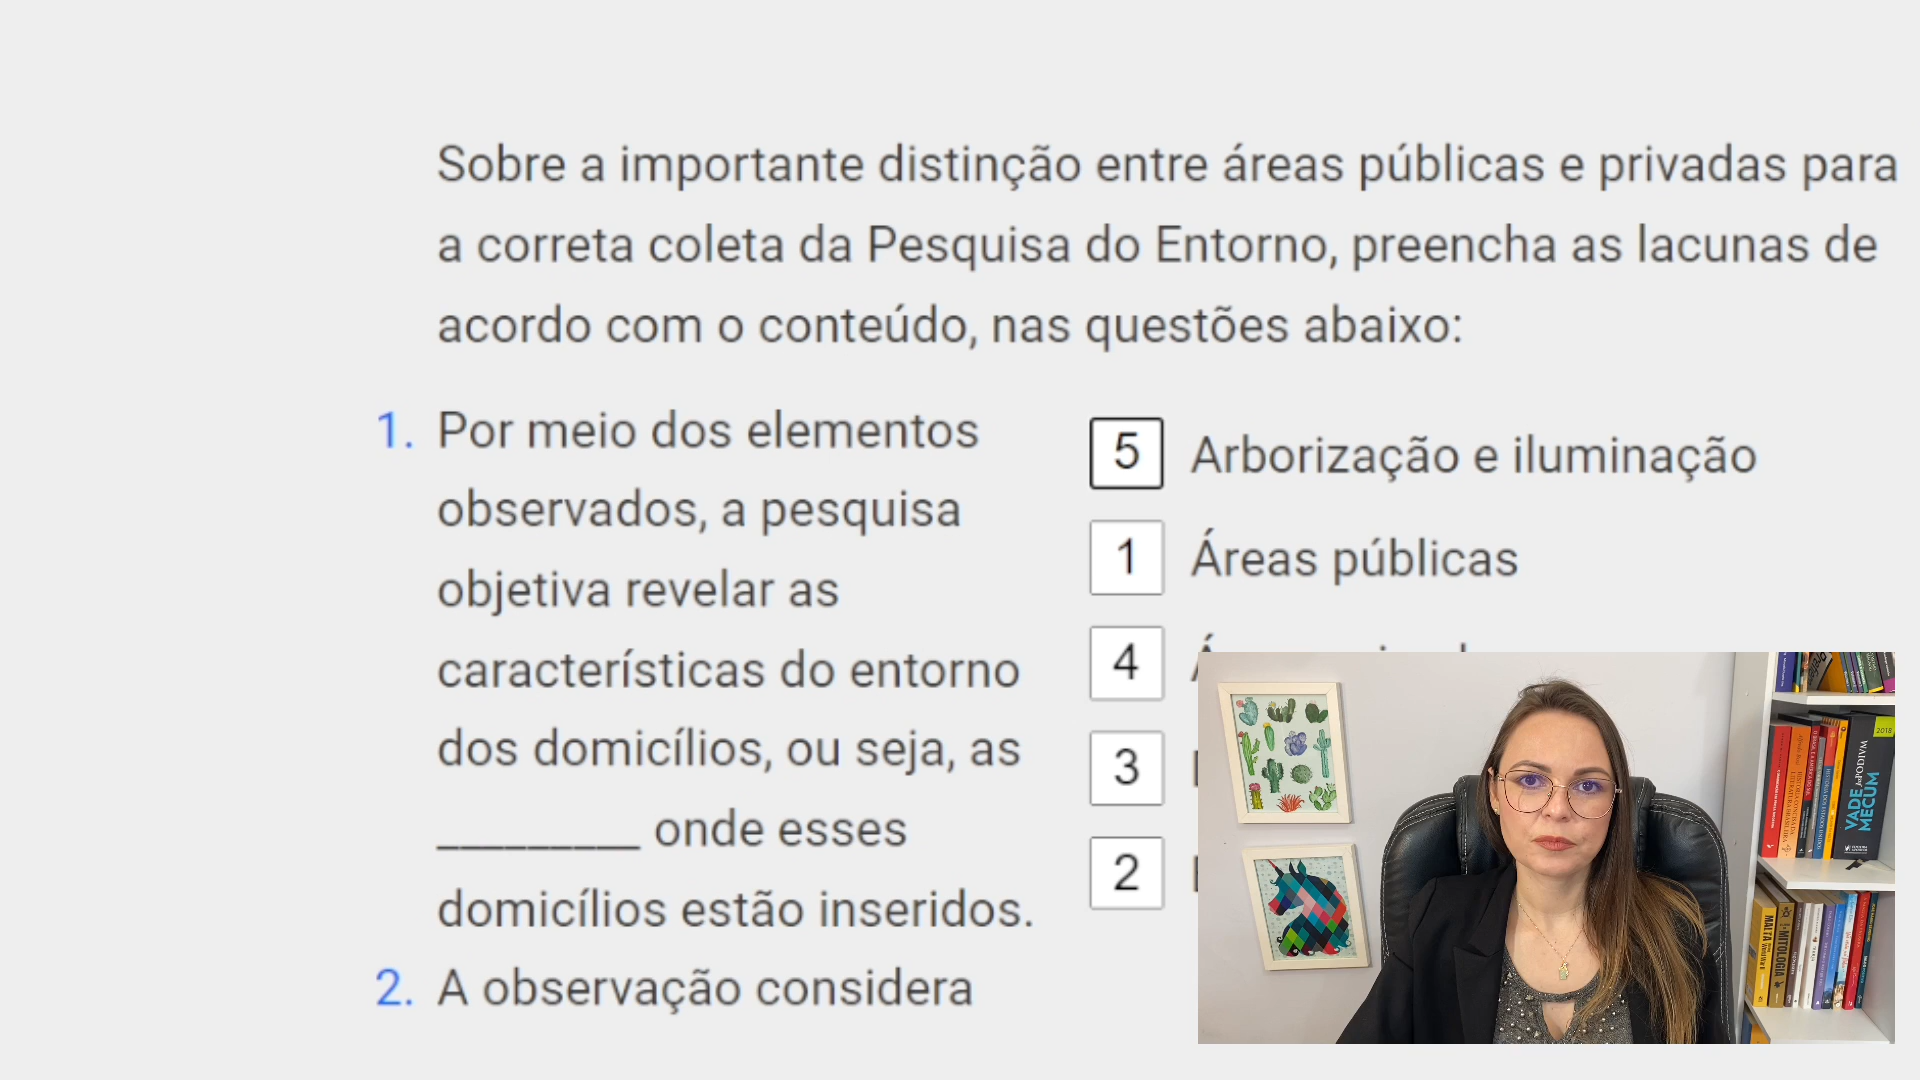 Sobre a importante distinção entre áreas públicas e privadas para
a correta coleta da Pesquisa do Entorno, preencha as lacunas de
acordo com o conteúdo, nas questões abaixo:
1. Por meio dos elementos
observados, a pesquisa
objetiva revelar as
características do entorno
dos domicílios, ou seja, as
_________ onde esses
domicílios estão inseridos.
2. A observação considera
5 Arborização e iluminação
1 Áreas públicas
4
3
2
2018
VADE
MECUM
JusPODIVM
MITOLOGIA